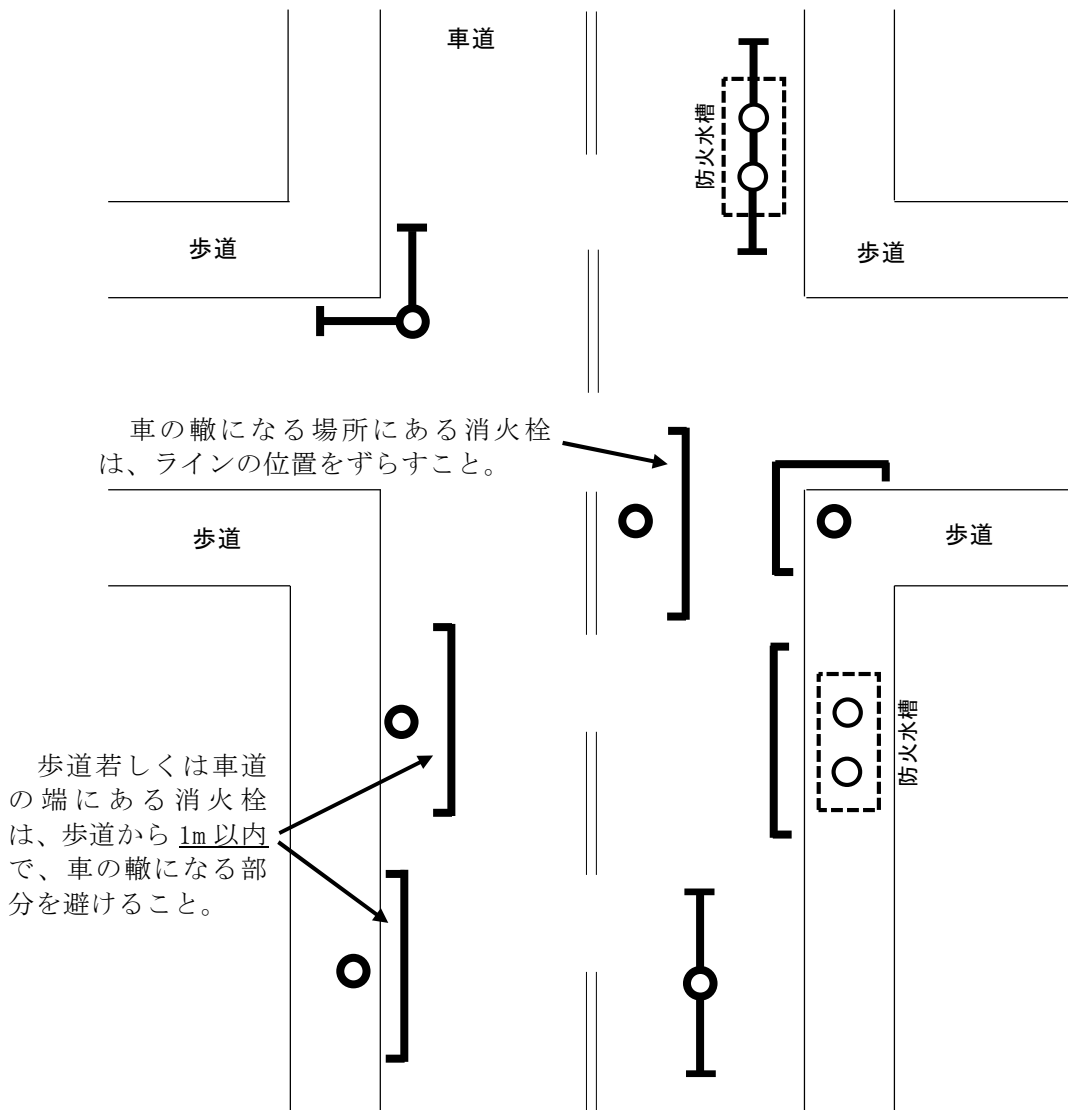 車道
防火水槽
歩道
歩道
車の轍になる場所にある消火栓
は、ラインの位置をずらすこと。
歩道
歩道
防火水槽
歩道若しくは車道
の端にある消火栓
は、歩道から 1m 以内
で、車の轍になる部
分を避けること。